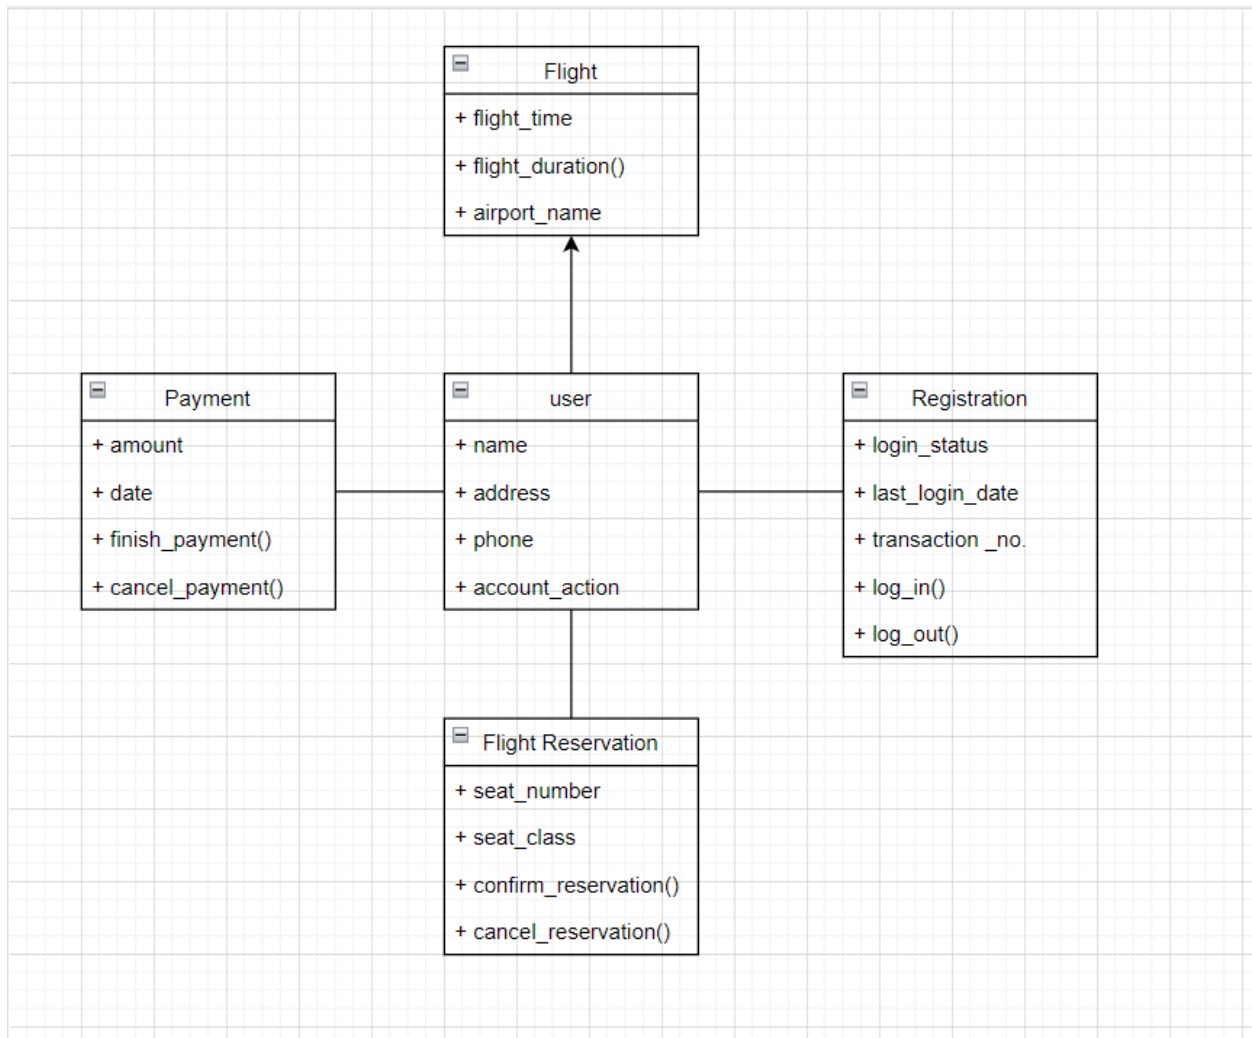 Flight
+ flight_time
+ flight_duration()
+ airport_name
Payment
+ amount
+ date
+ finish_payment()
+ cancel_payment()
user
+ name
+ address
+ phone
+ account_action
Registration
+ login_status
+ last_login_date
+ transaction _no.
+ log_in()
+ log_out()
Flight Reservation
+ seat_number
+ seat_class
+ confirm_reservation()
+ cancel_reservation()